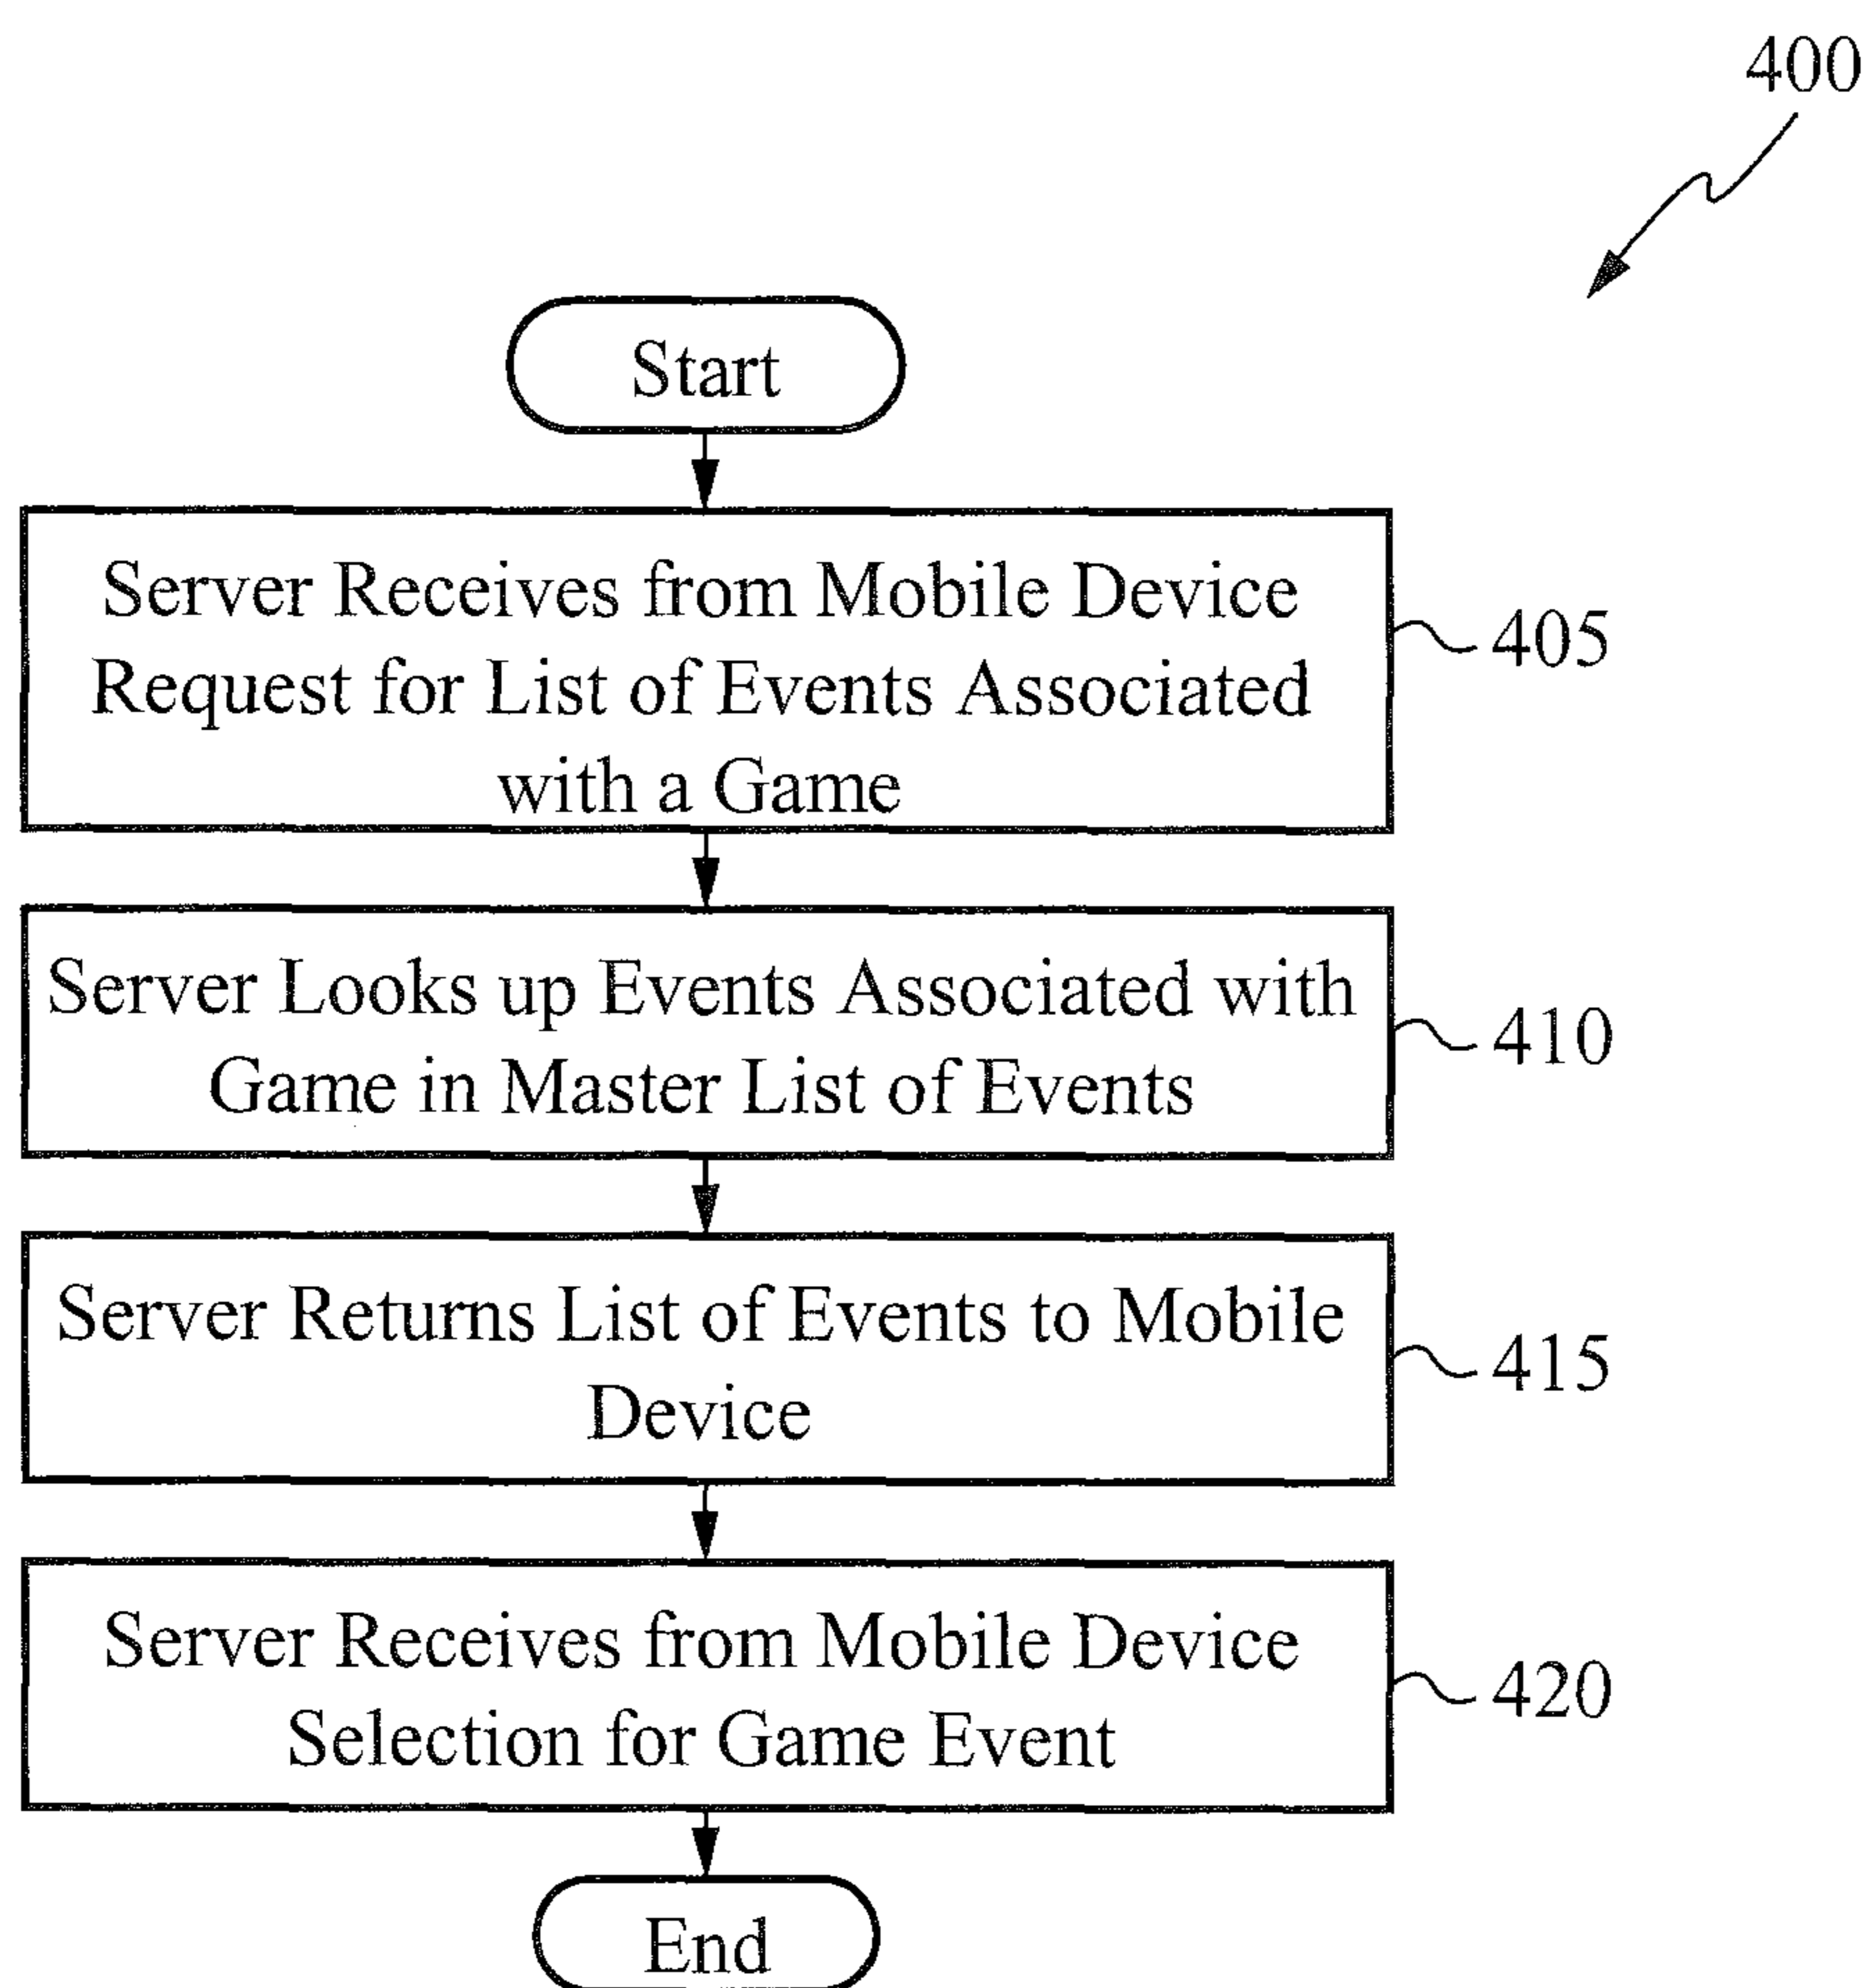 400
Start
Server Receives from Mobile Device
Request for List of Events Associated
with a Game
405
Server Looks up Events Associated with
Game in Master List of Events
410
Server Returns List of Events to Mobile
Device
415
Server Receives from Mobile Device
Selection for Game Event
420
End